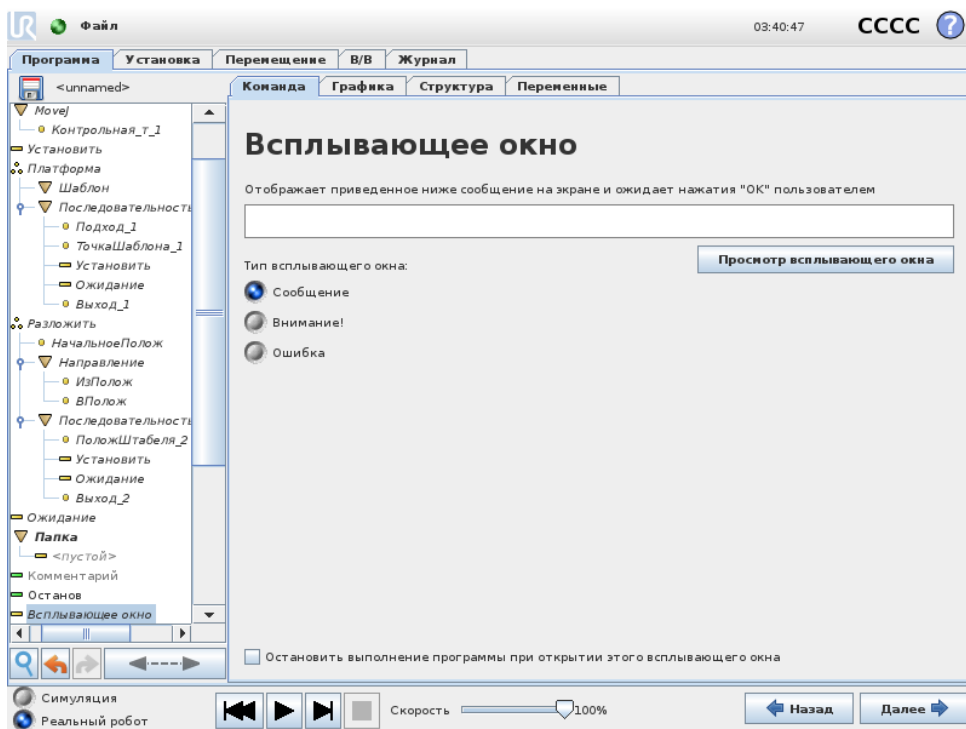 Файл 03:40:47 CCCC ?
Программа Установка Перемещение В/В Журнал
<unnamed>
Команда Графика Структура Переменные
MoveJ
Контрольная_т_1
Установить
Платформа
Шаблон
Последовательность
Подход_1
ТочкаШаблона_1
Установить
Ожидание
Выход_1
Разложить
НачальноеПолож
Направление
ИзПолож
ВПолож
Последовательность
ПоложШтабеля_2
Установить
Ожидание
Выход_2
Ожидание
Папка
<пустой>
Комментарий
Останов
Всплывающее окно
Всплывающее окно
Отображает приведенное ниже сообщение на экране и ожидает нажатия "ОК" пользователем
Просмотр всплывающего окна
Тип всплывающего окна:
Сообщение
Внимание!
Ошибка
Остановить выполнение программы при открытии этого всплывающего окна
Симуляция
Реальный робот
Скорость 100%
Назад Далее